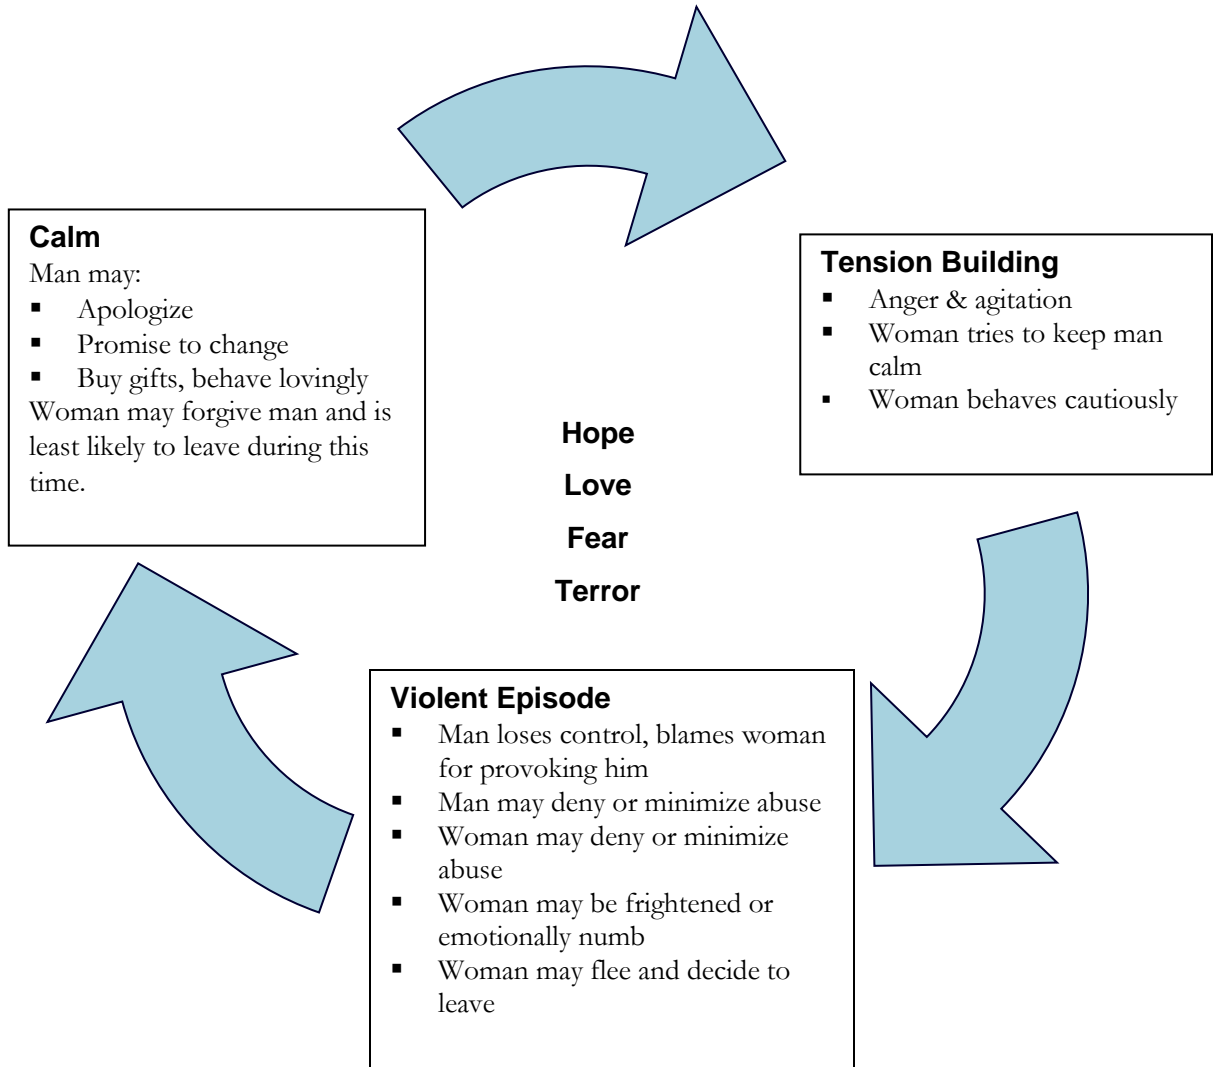 Calm
Man may:
▪ Apologize
▪ Promise to change
▪ Buy gifts, behave lovingly
Woman may forgive man and is
least likely to leave during this
time.
Tension Building
▪ Anger & agitation
▪ Woman tries to keep man
calm
▪ Woman behaves cautiously
Hope
Love
Fear
Terror
Violent Episode
▪ Man loses control, blames woman
for provoking him
▪ Man may deny or minimize abuse
▪ Woman may deny or minimize
abuse
▪ Woman may be frightened or
emotionally numb
▪ Woman may flee and decide to
leave